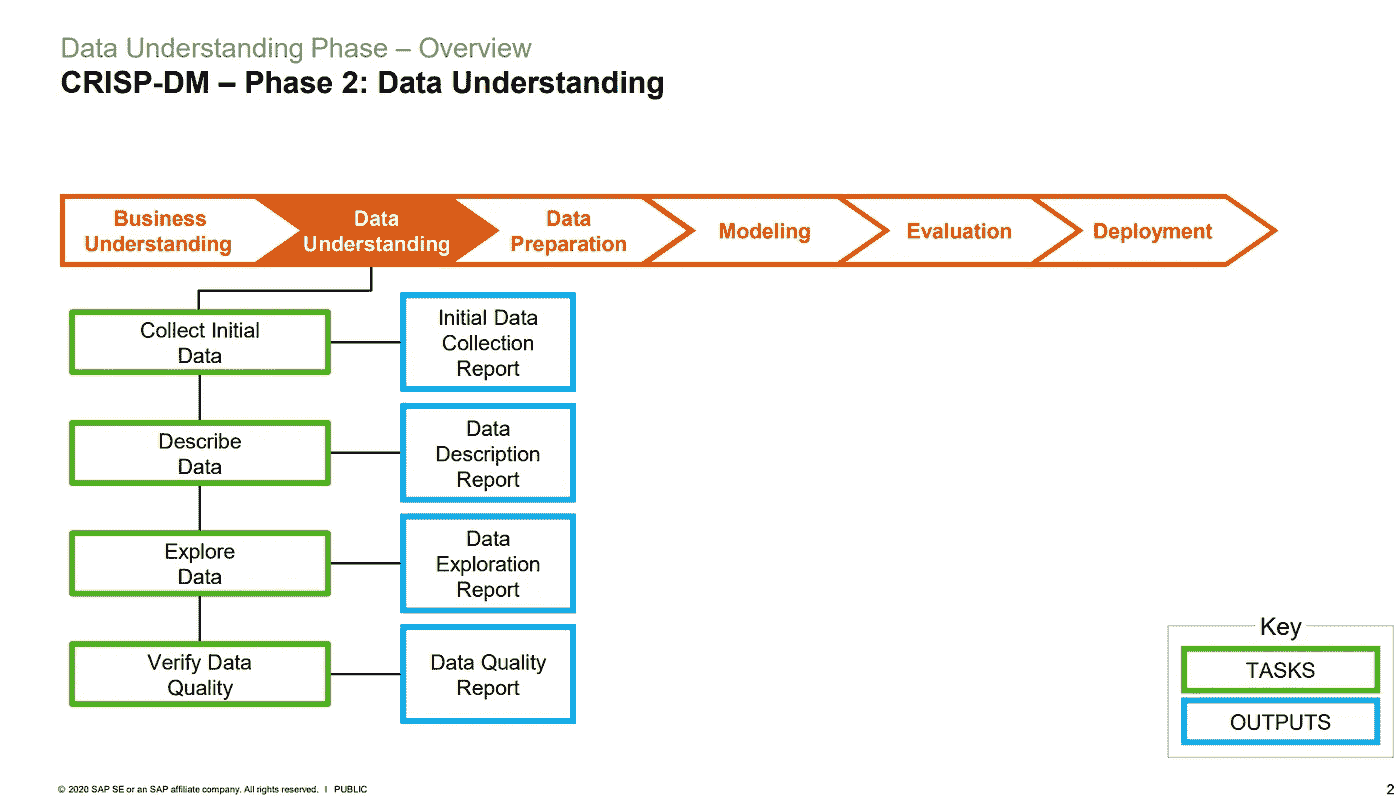 Data Understanding Phase – Overview
CRISP-DM – Phase 2: Data Understanding
Business
Understanding
Data
Understanding
Data
Preparation
Modeling
Evaluation
Deployment
Collect Initial
Data
Initial Data
Collection
Report
Describe
Data
Data
Description
Report
Explore
Data
Data
Exploration
Report
Verify Data
Quality
Data Quality
Report
Key
TASKS
OUTPUTS
© 2020 SAP SE or an SAP affiliate company. All rights reserved. I PUBLIC
2